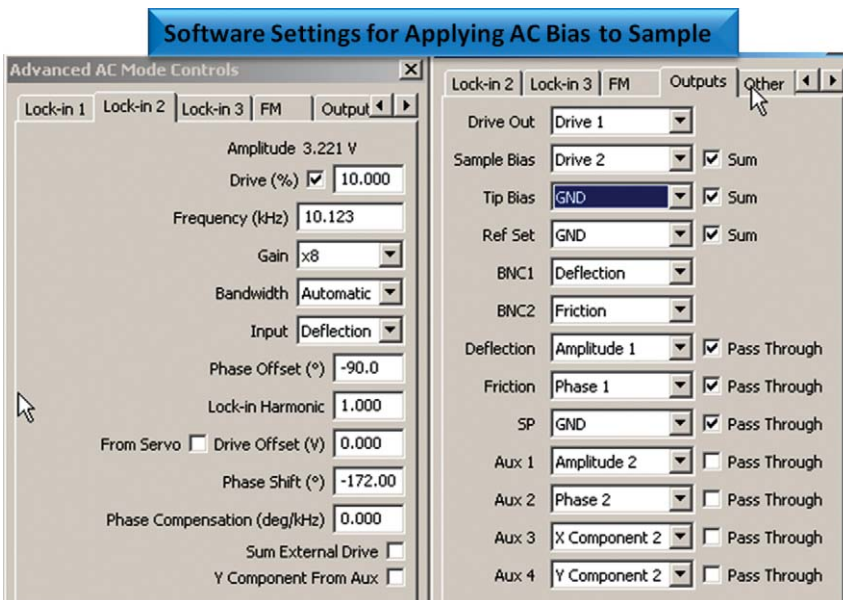 Software Settings for Applying AC Bias to Sample
Advanced AC Mode Controls
Lock-in 1 Lock-in 2 Lock-in 3 FM Output
Amplitude 3.221 V
Drive (%) 10.000
Frequency (kHz) 10.123
Gain x8
Bandwidth Automatic
Input Deflection
Phase Offset (°) -90.0
Lock-in Harmonic 1.000
From Servo Drive Offset (V) 0.000
Phase Shift (°) -172.00
Phase Compensation (deg/kHz) 0.000
Sum External Drive
Y Component From Aux
Lock-in 2 Lock-in 3 FM Outputs Other
Drive Out Drive 1
Sample Bias Drive 2 Sum
Tip Bias GND Sum
Ref Set GND Sum
BNC1 Deflection
BNC2 Friction
Deflection Amplitude 1 Pass Through
Friction Phase 1 Pass Through
SP GND Pass Through
Aux 1 Amplitude 2 Pass Through
Aux 2 Phase 2 Pass Through
Aux 3 X Component 2 Pass Through
Aux 4 Y Component 2 Pass Through